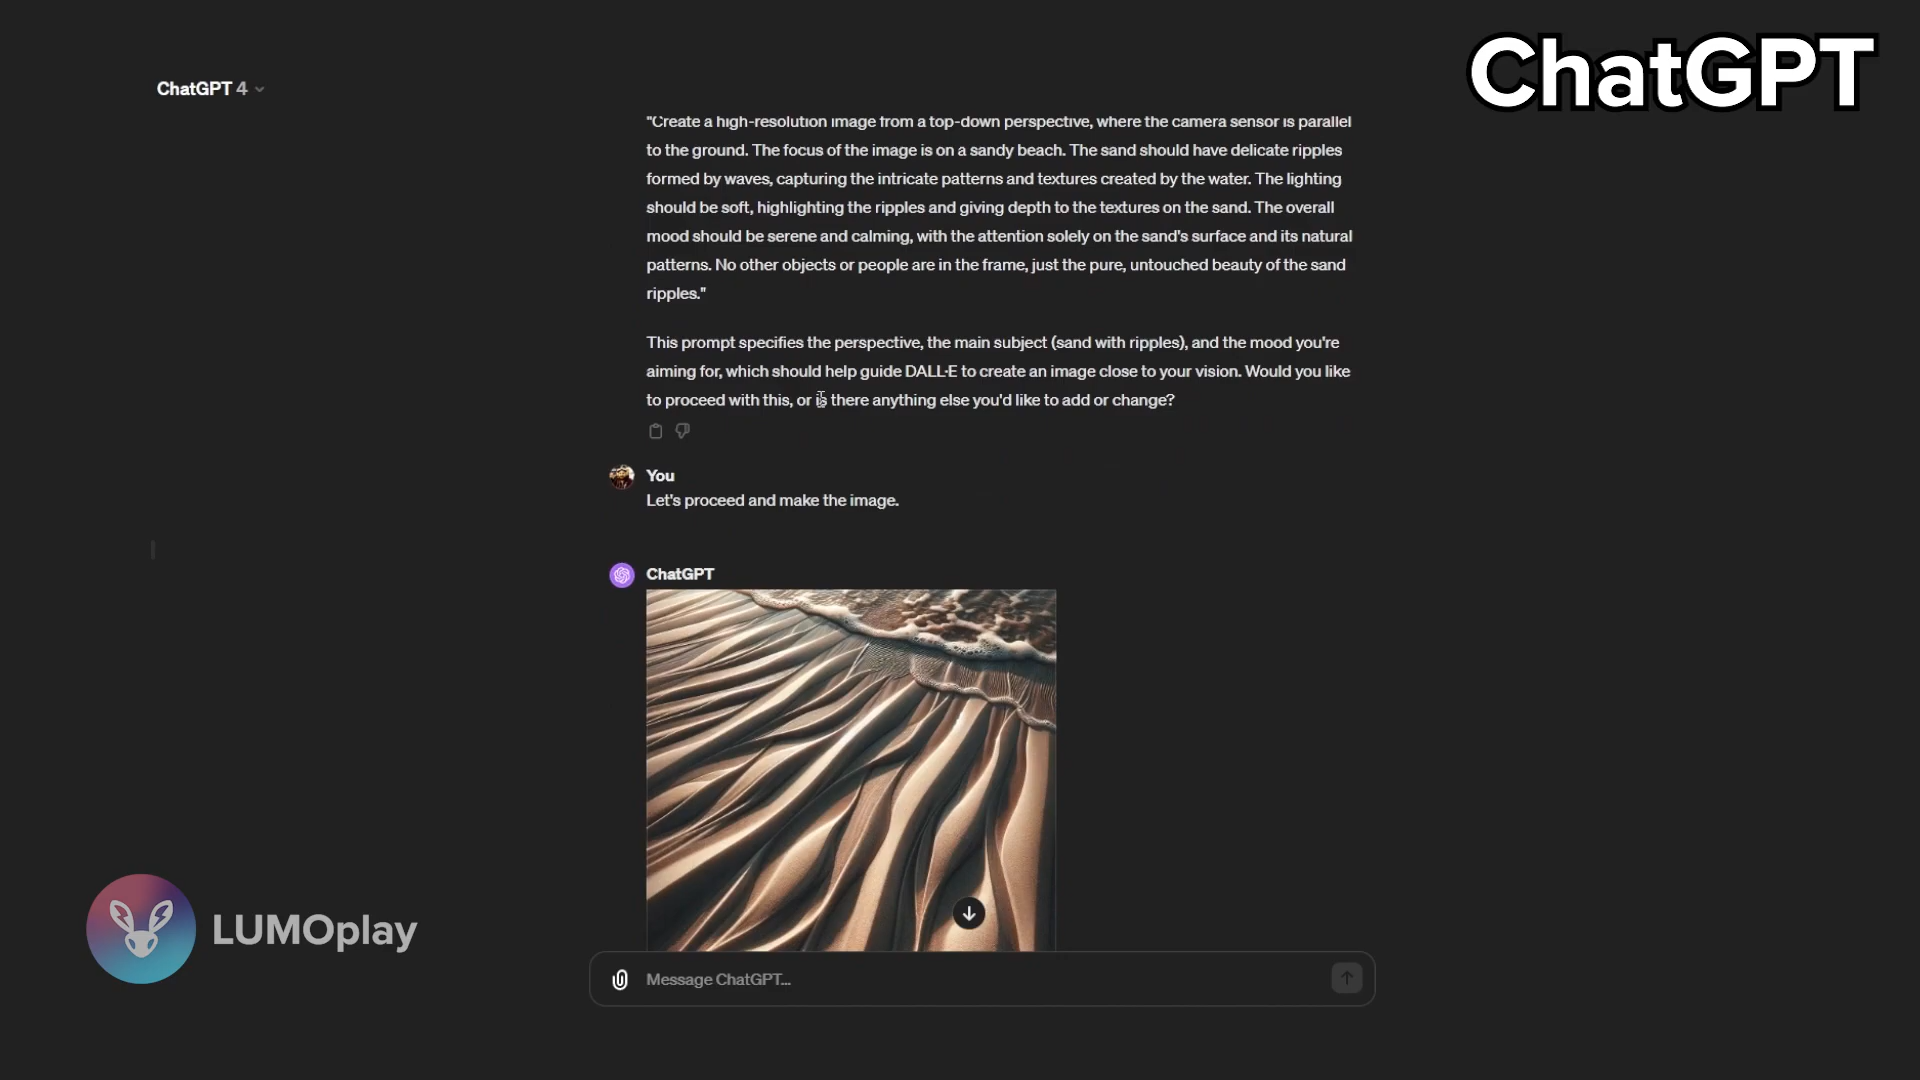 ChatGPT
ChatGPT 4
"Create a high-resolution image from a top-down perspective, where the camera sensor is parallel
to the ground. The focus of the image is on a sandy beach. The sand should have delicate ripples
formed by waves, capturing the intricate patterns and textures created by the water. The lighting
should be soft, highlighting the ripples and giving depth to the textures on the sand. The overall
mood should be serene and calming, with the attention solely on the sand's surface and its natural
patterns. No other objects or people are in the frame, just the pure, untouched beauty of the sand
ripples."
This prompt specifies the perspective, the main subject (sand with ripples), and the mood you're
aiming for, which should help guide DALL·E to create an image close to your vision. Would you like
to proceed with this, or is there anything else you'd like to add or change?
You
Let's proceed and make the image.
ChatGPT
LUMOplay
Message ChatGPT...